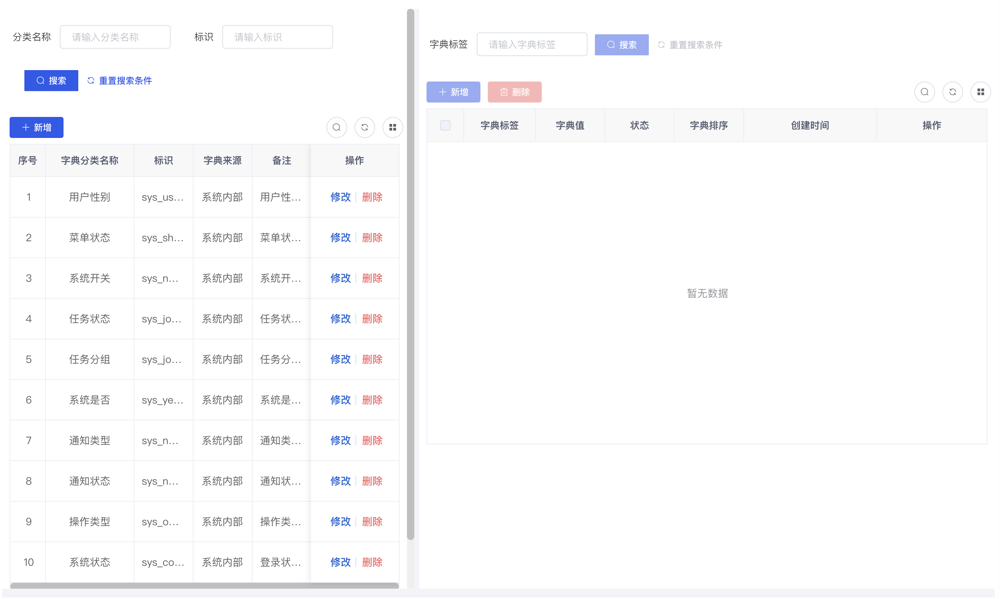 分类名称 请输入分类名称 标识 请输入标识
搜索 重置搜索条件
新增
序号 字典分类名称 标识 字典来源 备注 操作
1 用户性别 sys_us... 系统内部 用户性... 修改 删除
2 菜单状态 sys_sh... 系统内部 菜单状... 修改 删除
3 系统开关 sys_n... 系统内部 系统开... 修改 删除
4 任务状态 sys_jo... 系统内部 任务状... 修改 删除
5 任务分组 sys_jo... 系统内部 任务分... 修改 删除
6 系统是否 sys_ye... 系统内部 系统是... 修改 删除
7 通知类型 sys_n... 系统内部 通知类... 修改 删除
8 通知状态 sys_n... 系统内部 通知状... 修改 删除
9 操作类型 sys_o... 系统内部 操作类... 修改 删除
10 系统状态 sys_co... 系统内部 登录状... 修改 删除
字典标签 请输入字典标签 搜索 重置搜索条件
新增 删除
字典标签 字典值 状态 字典排序 创建时间 操作
暂无数据